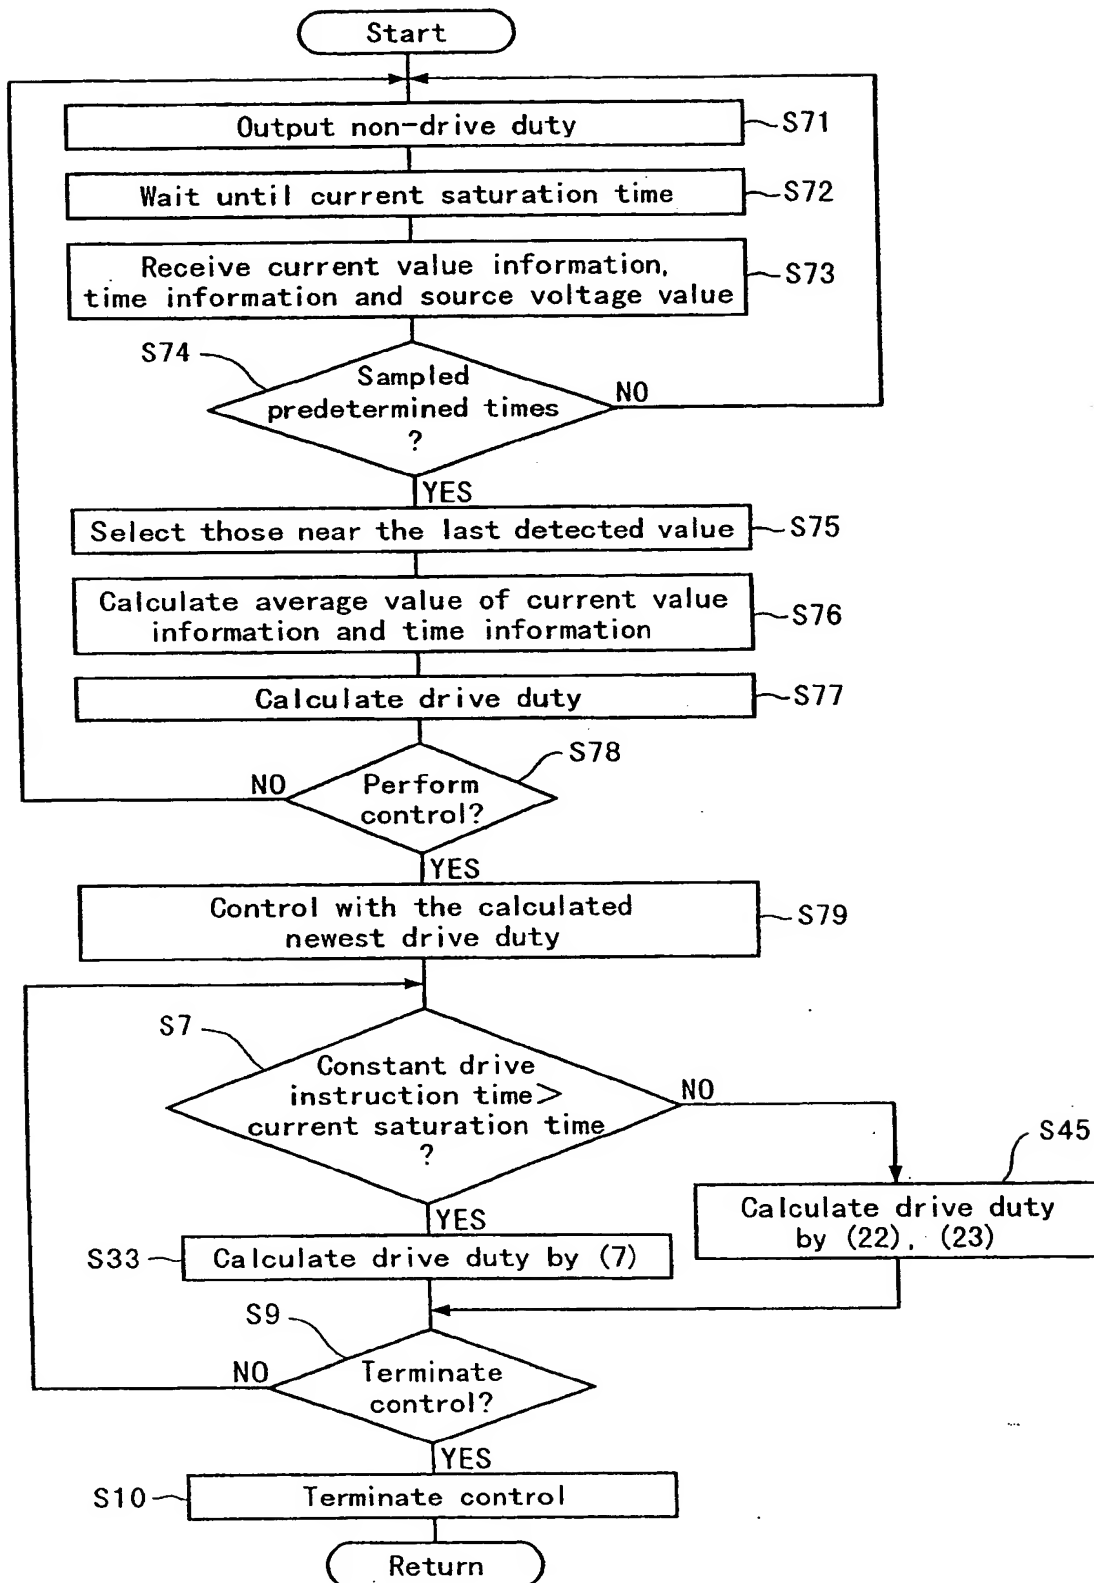 Start
Output non-drive duty
S71
Wait until current saturation time
S72
Receive current value information,
time information and source voltage value
S73
S74
Sampled
predetermined times
?
NO
YES
Select those near the last detected value
S75
Calculate average value of current value
information and time information
S76
Calculate drive duty
S77
S78
NO
Perform
control?
YES
Control with the calculated
newest drive duty
S79
S7
Constant drive
instruction time>
current saturation time
?
NO
S45
YES
Calculate drive duty
by (22), (23)
S33
Calculate drive duty by (7)
S9
NO
Terminate
control?
YES
S10
Terminate control
Return